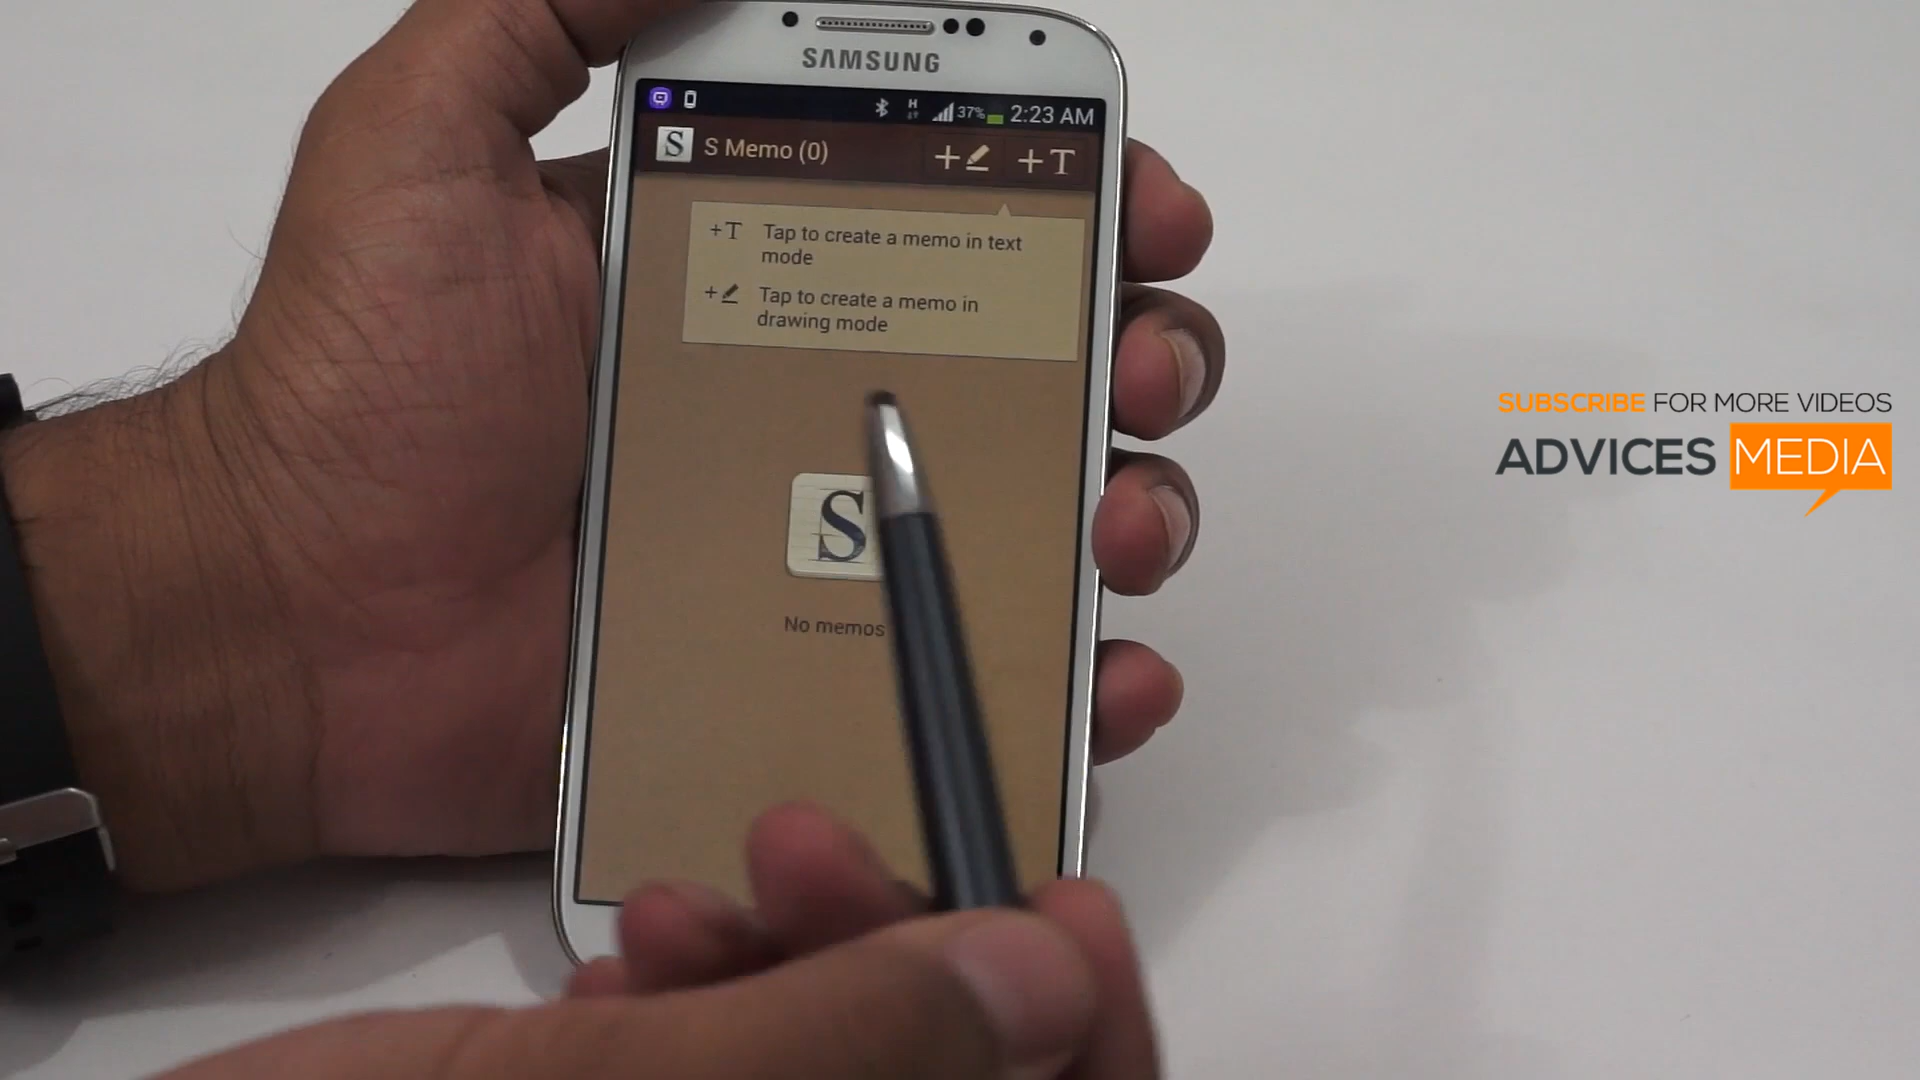 SAMSUNG
H 37% 2:23 AM
S S Memo (0) + +T
+T Tap to create a memo in text
mode
+ Tap to create a memo in
drawing mode
S
No memos
SUBSCRIBE FOR MORE VIDEOS
ADVICES MEDIA